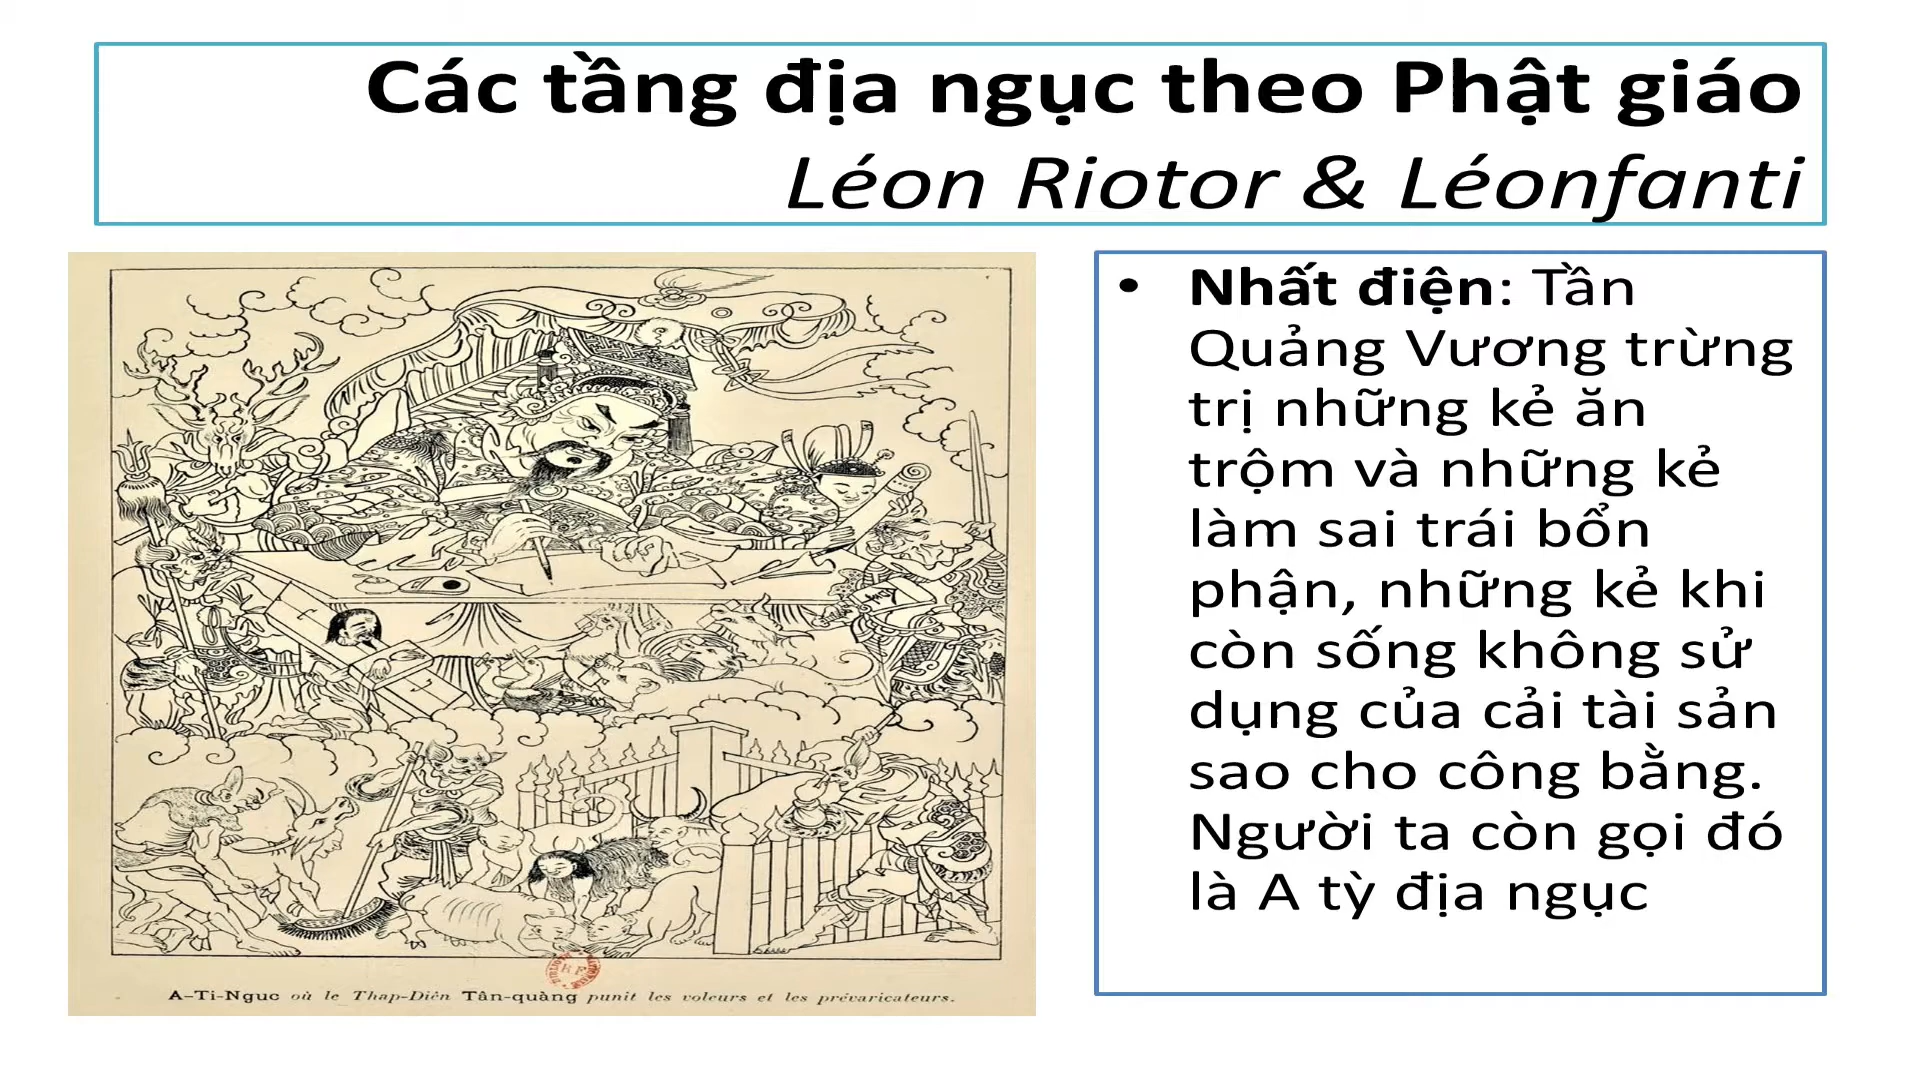 Các tầng địa ngục theo Phật giáo
Léon Riotor & Léonfanti
• Nhất điện: Tần
Quảng Vương trừng
trị những kẻ ăn
trộm và những kẻ
làm sai trái bổn
phận, những kẻ khi
còn sống không sử
dụng của cải tài sản
sao cho công bằng.
Người ta còn gọi đó
là A tỳ địa ngục
A-Ti-Nguc où le Thap-Diên Tân-quàng punit les voleurs et les prévaricateurs.